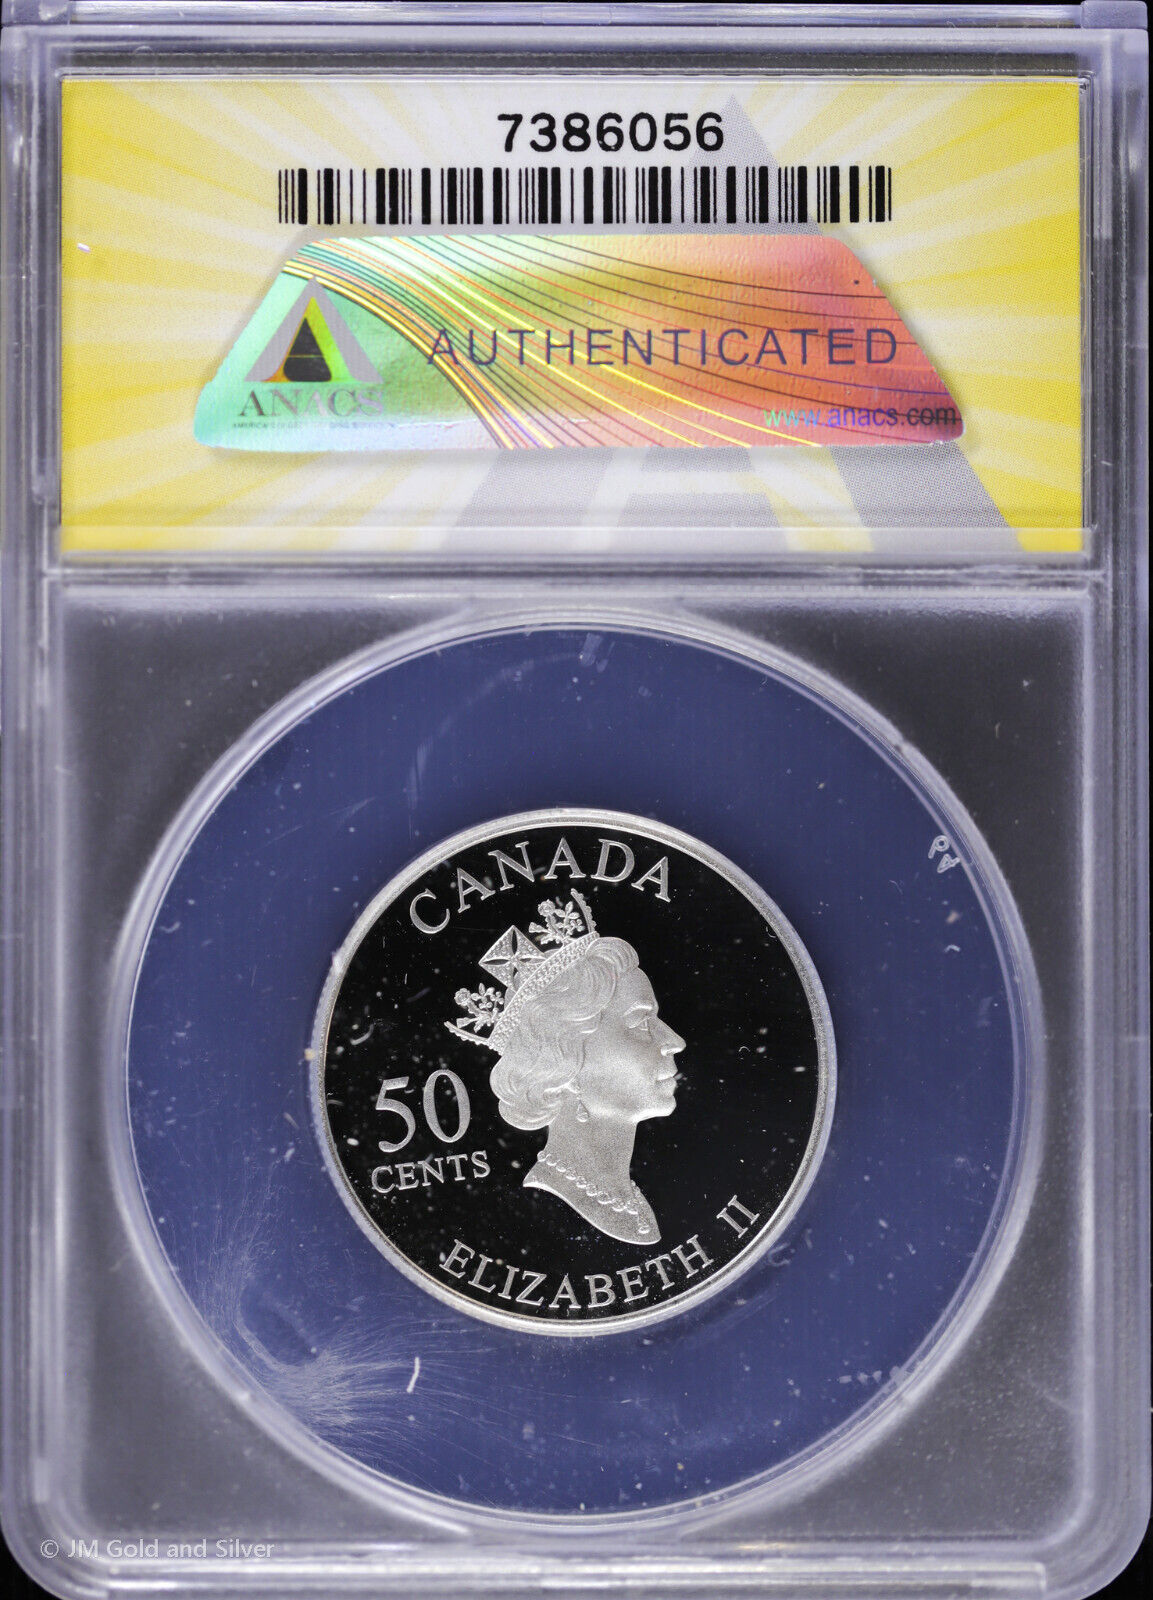 7386056
AUTHENTICATED
ANACS
www.anacs.com
CANADA
50
CENTS
ELIZABETH II
© JM Gold and Silver